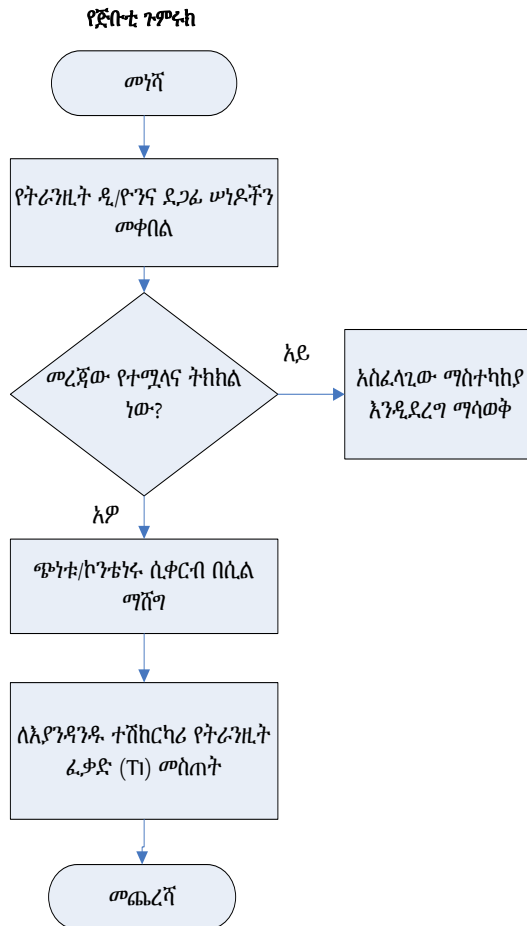 የጅቡቲ ጉምሩክ
መነሻ
የትራንዚት ዲ/ዮንና ደጋፊ ሠነዶችን
መቀበል
መረጃው የተሟላና ትክክል
ነው?
አይ
አስፈላጊው ማስተካከያ
እንዲደረግ ማሳወቅ
አዎ
ጭነቱ/ኮንቴነሩ ሲቀርብ በሲል
ማሸግ
ለእያንዳንዱ ተሽከርካሪ የትራንዚት
ፈቃድ (T1) መስጠት
መጨረሻ